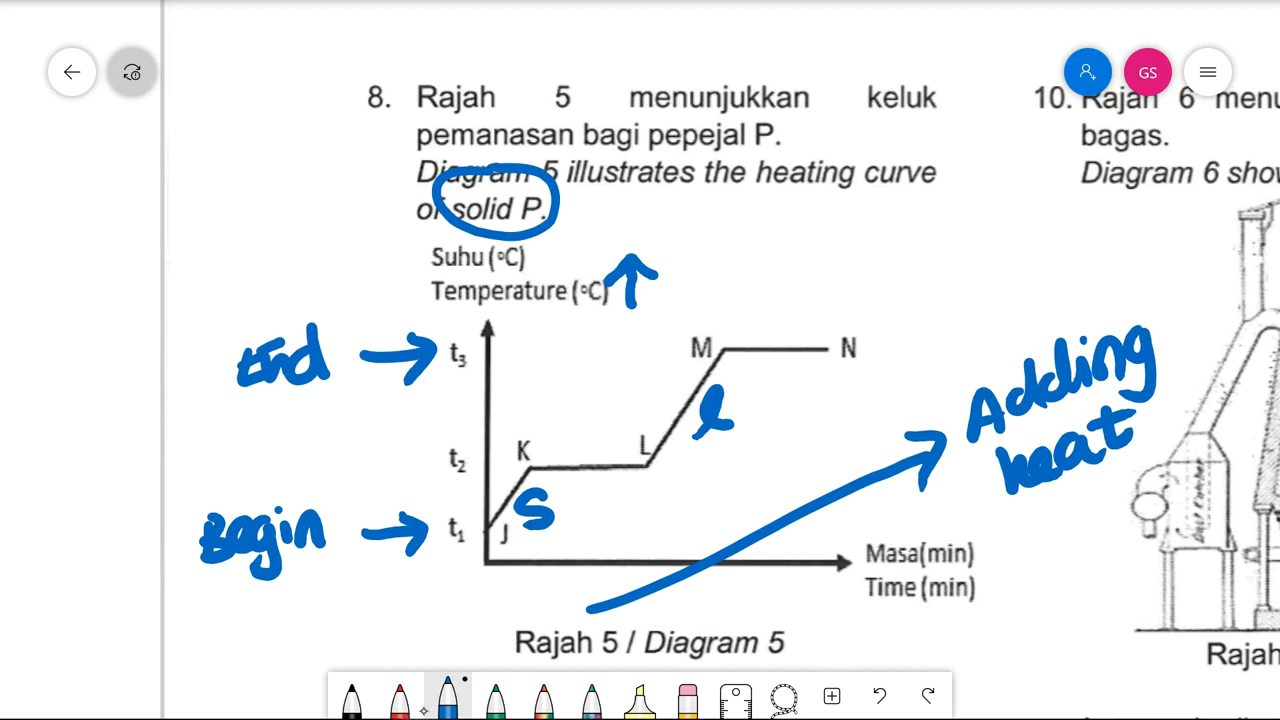 GS
8. Rajah 5 menunjukkan keluk
pemanasan bagi pepejal P.
Diagram 5 illustrates the heating curve
of solid P.
Suhu (°C)
Temperature (°C)
End
t3
M
N
l
K
L
t2
S
Begin
t1
J
Masa(min)
Time (min)
Adding
heat
Rajah 5 / Diagram 5
10. Rajah 6 menu
bagas.
Diagram 6 show
Rajah